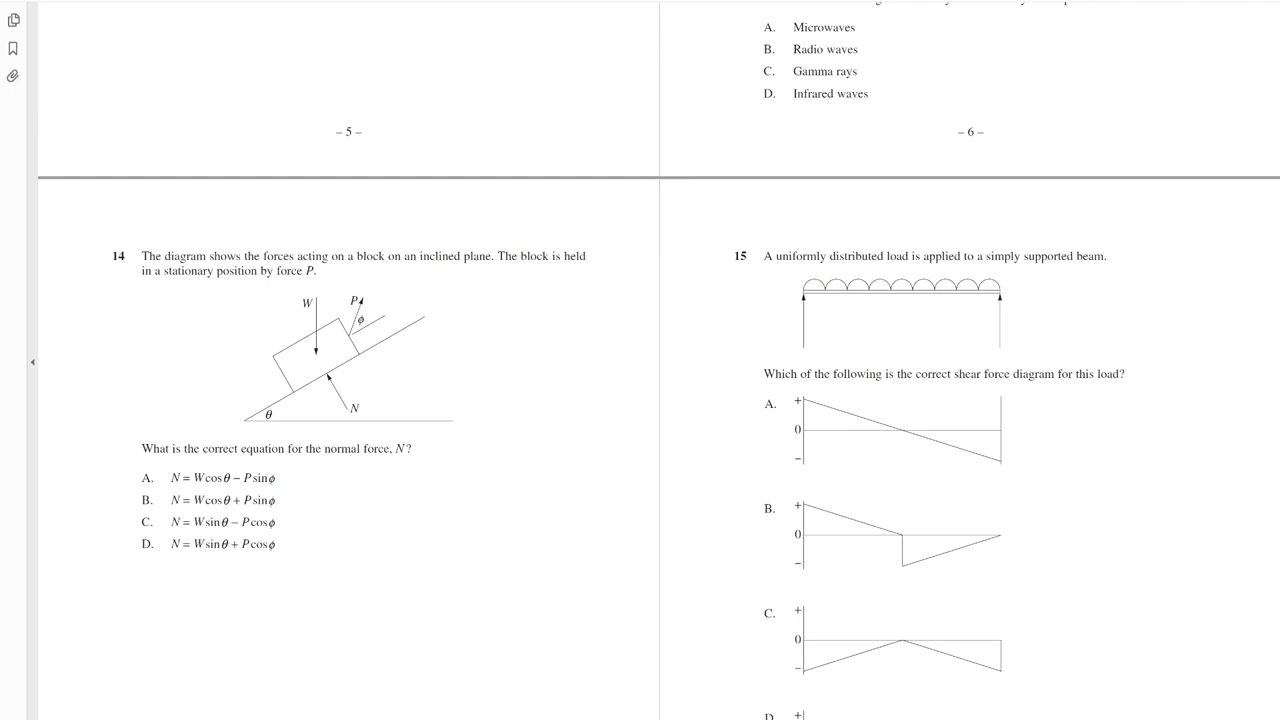 – 5 –
A. Microwaves
B. Radio waves
C. Gamma rays
D. Infrared waves
– 6 –
14 The diagram shows the forces acting on a block on an inclined plane. The block is held
in a stationary position by force P.
W
P
ϕ
N
θ
What is the correct equation for the normal force, N?
A. N = W cos θ − P sin ϕ
B. N = W cos θ + P sin ϕ
C. N = W sin θ − P cos ϕ
D. N = W sin θ + P cos ϕ
15 A uniformly distributed load is applied to a simply supported beam.
Which of the following is the correct shear force diagram for this load?
A.
+
0
−
B.
+
0
−
C.
+
0
−
D.
+